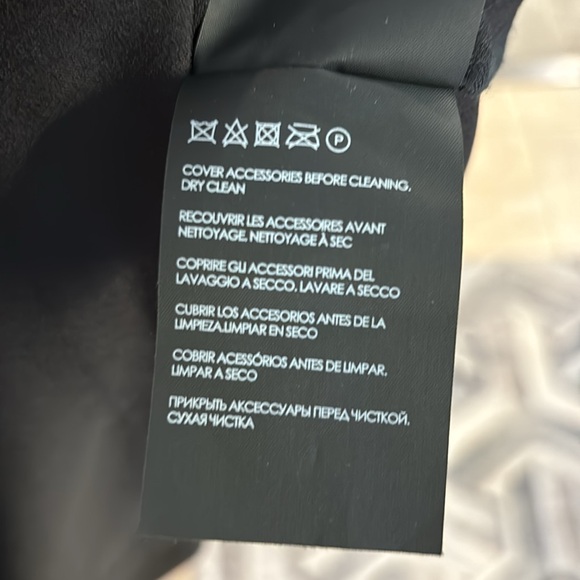 P
COVER ACCESSORIES BEFORE CLEANING,
DRY CLEAN
RECOUVRIR LES ACCESSOIRES AVANT
NETTOYAGE. NETTOYAGE À SEC
COPRIRE GLI ACCESSORI PRIMA DEL
LAVAGGIO A SECCO. LAVARE A SECCO
CUBRIR LOS ACCESORIOS ANTES DE LA
LIMPIEZA.LIMPIAR EN SECO
COBRIR ACESSÓRIOS ANTES DE LIMPAR.
LIMPAR A SECO
ПРИКРЫТЬ АКСЕССУАРЫ ПЕРЕД ЧИСТКОЙ.
СУХАЯ ЧИСТКА